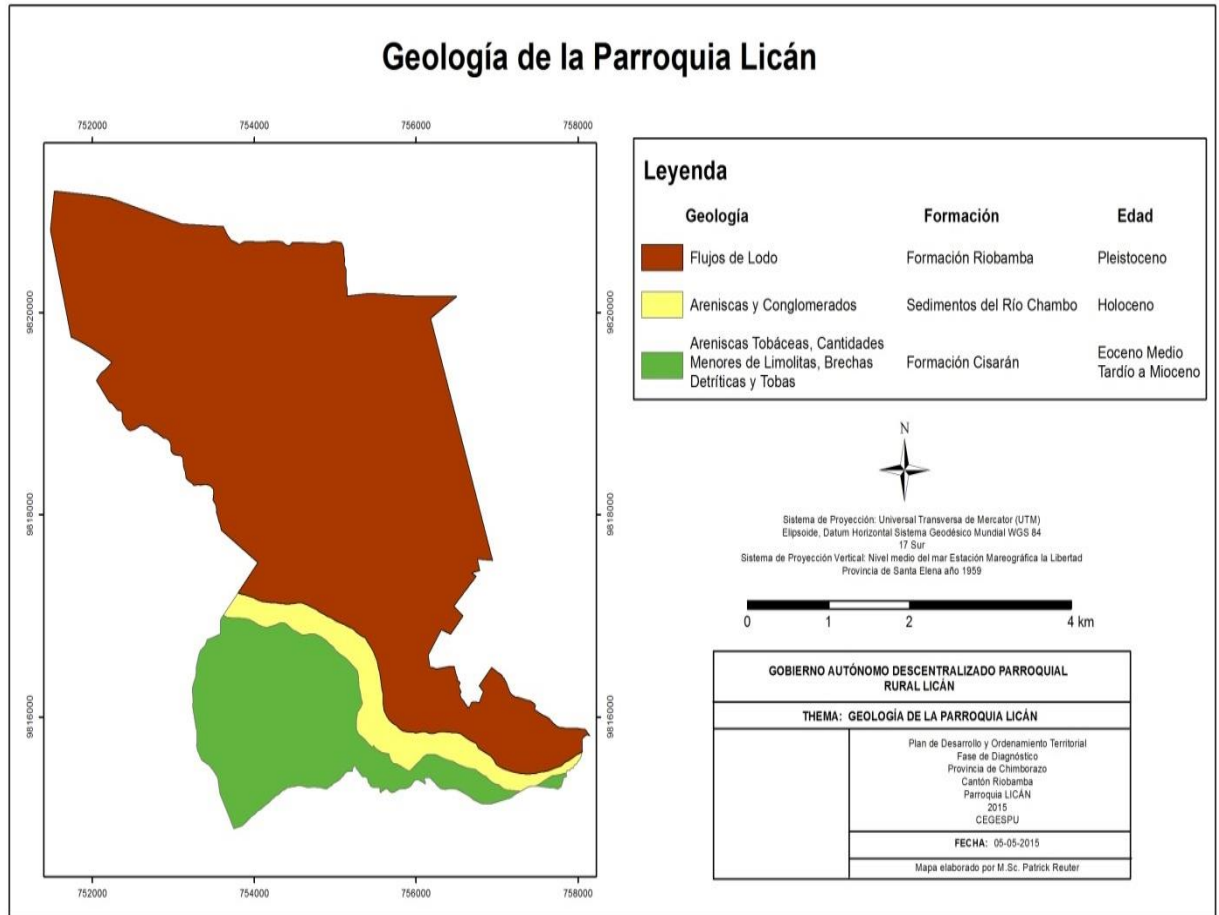 Geología de la Parroquia Licán
752000 754000 756000 758000
9820000 9820000
9818000 9818000
9816000 9816000
752000 754000 756000 758000
Leyenda
Geología Formación Edad
Flujos de Lodo Formación Riobamba Pleistoceno
Areniscas y Conglomerados Sedimentos del Río Chambo Holoceno
Areniscas Tobáceas, Cantidades
Menores de Limolitas, Brechas
Detríticas y Tobas
Formación Cisarán
Eoceno Medio
Tardío a Mioceno
N
Sistema de Proyección: Universal Transversa de Mercator (UTM)
Elipsoide, Datum Horizontal Sistema Geodésico Mundial WGS 84
17 Sur
Sistema de Proyección Vertical: Nivel medio del mar Estación Mareográfica la Libertad
Provincia de Santa Elena año 1959
0 1 2 4 km
GOBIERNO AUTÓNOMO DESCENTRALIZADO PARROQUIAL
RURAL LICÁN
THEMA: GEOLOGÍA DE LA PARROQUIA LICÁN
Plan de Desarrollo y Ordenamiento Territorial
Fase de Diagnóstico
Provincia de Chimborazo
Cantón Riobamba
Parroquia LICÁN
2015
CEGESPU
FECHA: 05-05-2015
Mapa elaborado por M.Sc. Patrick Reuter